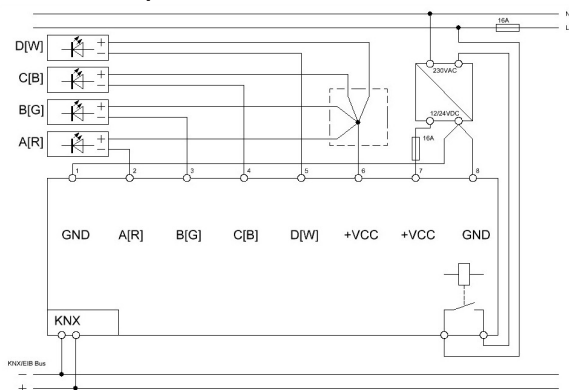 N
16A
L
D[W]
+
−
C[B]
+
−
B[G]
+
−
A[R]
+
−
230VAC
12/24VDC
16A
1 2 3 4 5 6 7 8
GND A[R] B[G] C[B] D[W] +VCC +VCC GND
KNX
KNX/EIB Bus
−
+